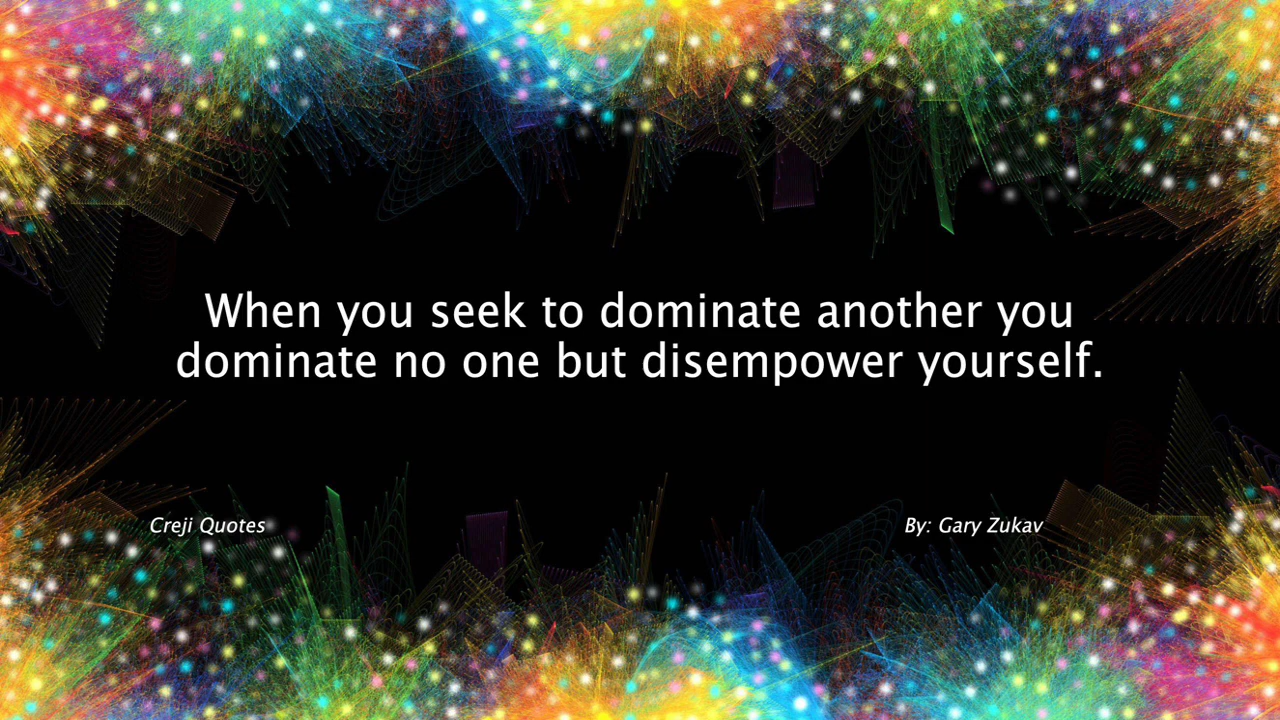 When you seek to dominate another you
dominate no one but disempower yourself.
Creji Quotes
By: Gary Zukav